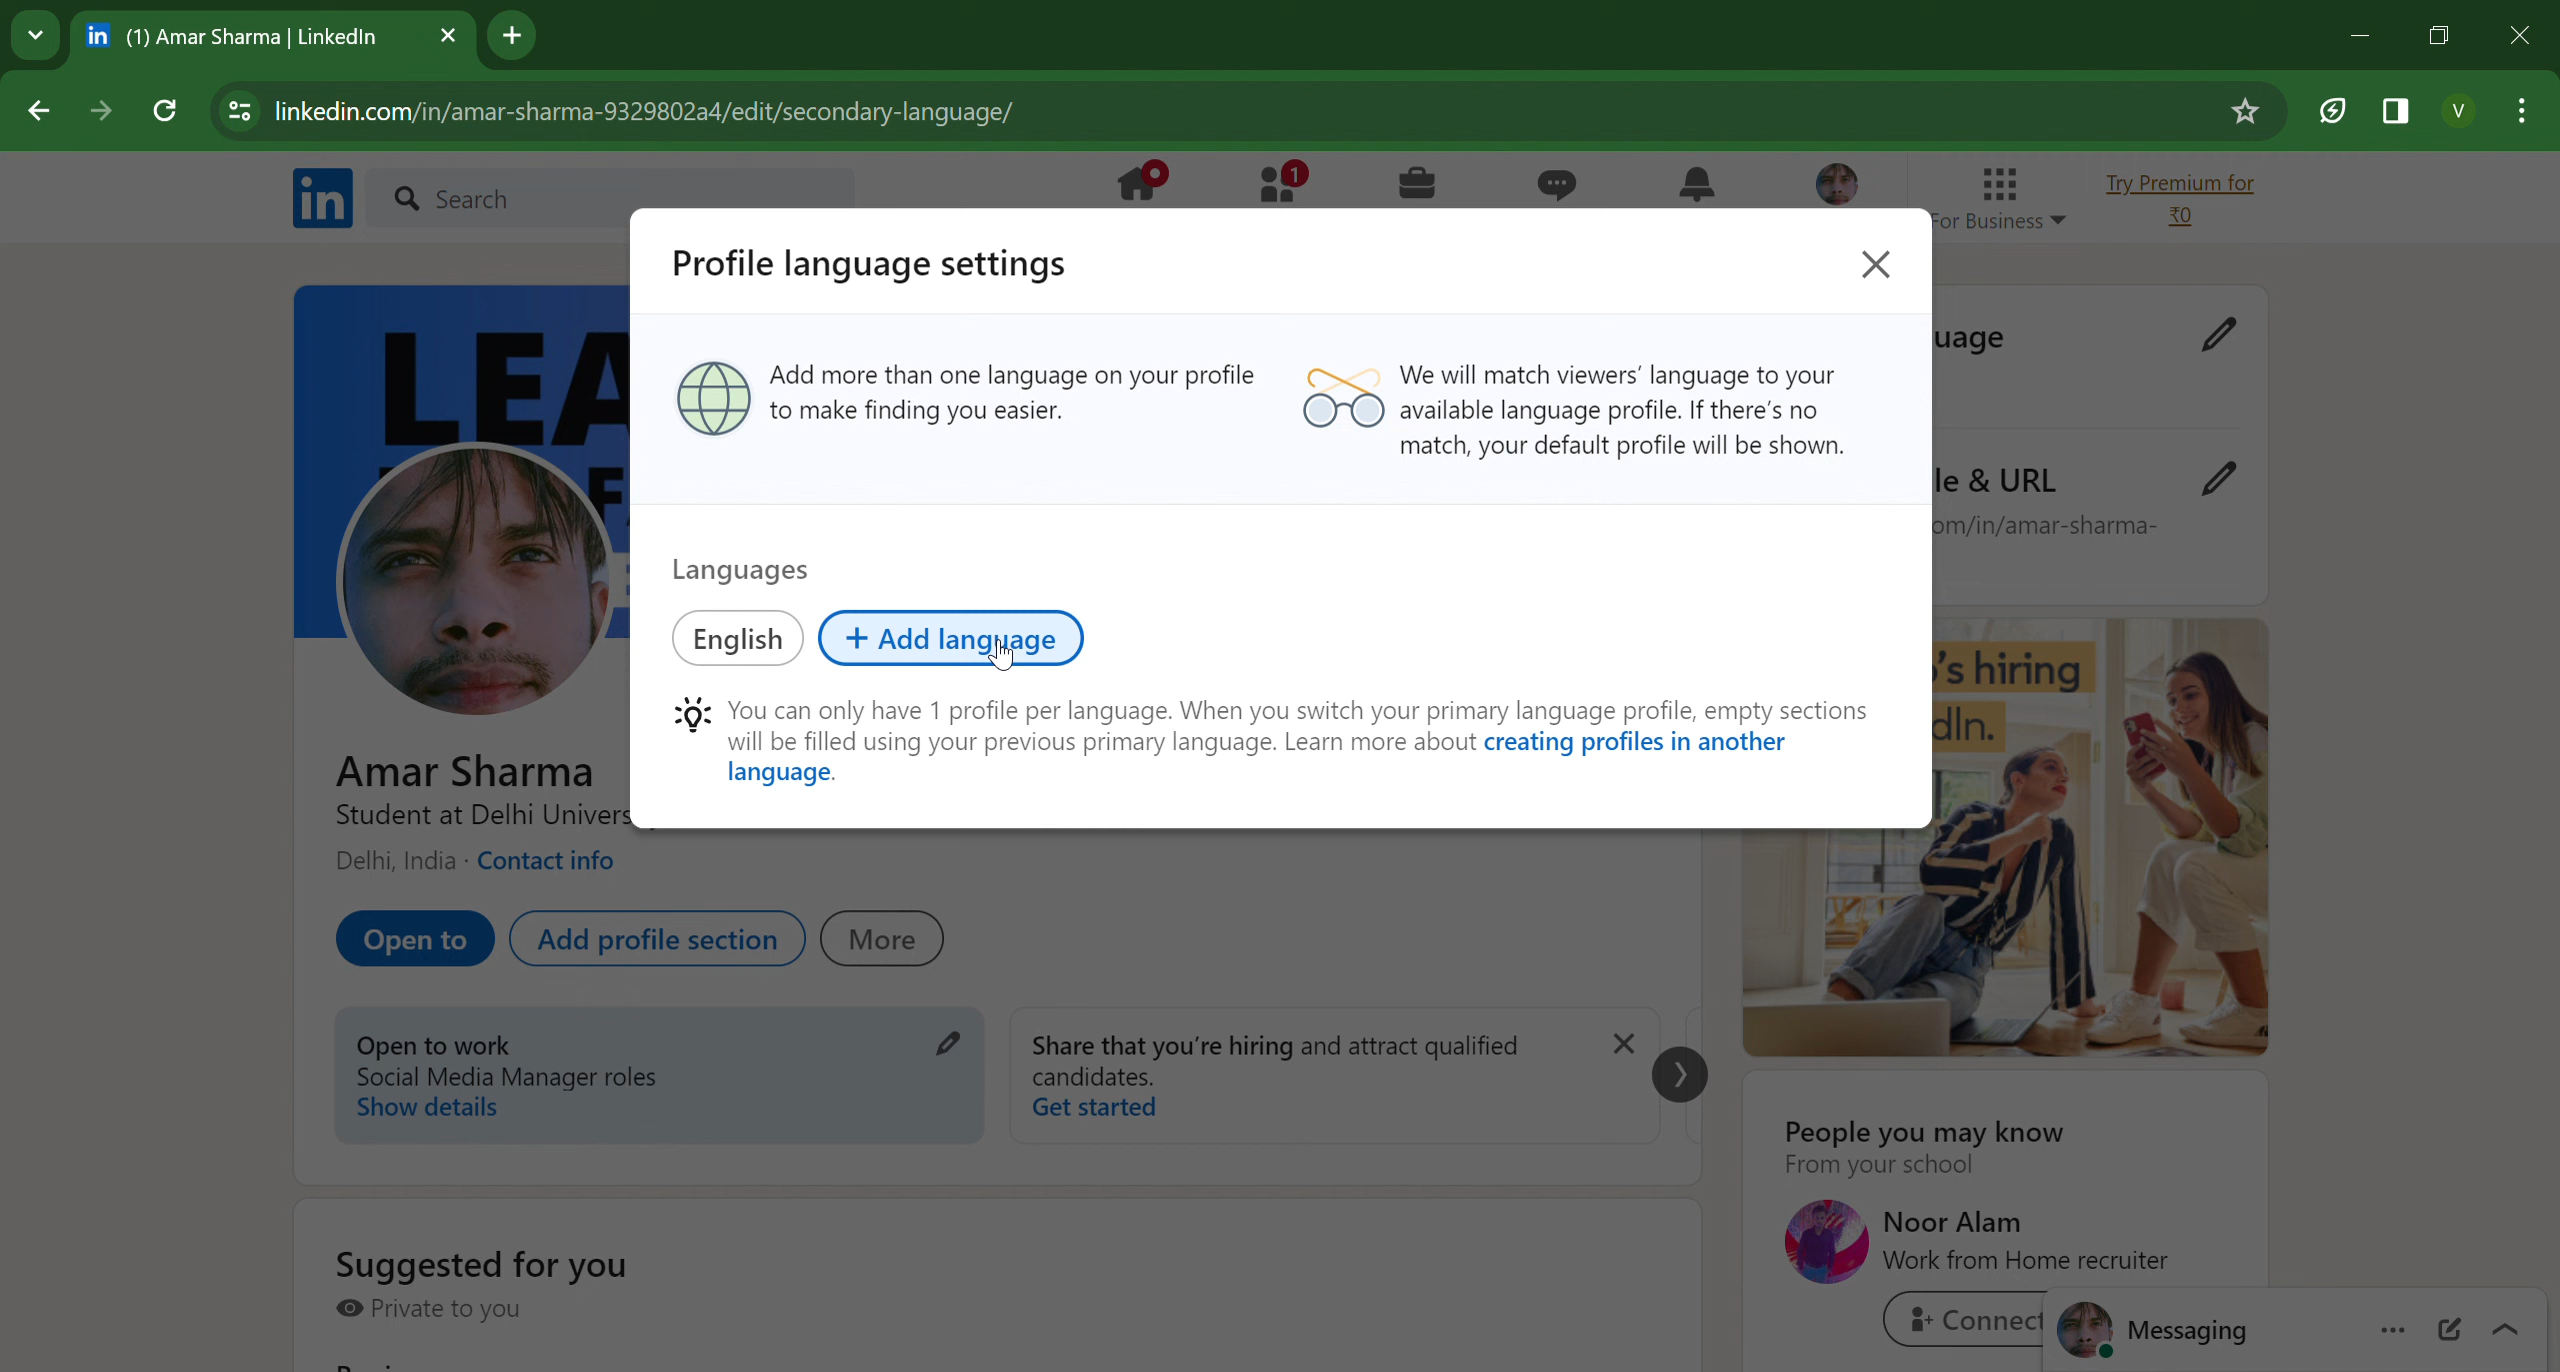 (1) Amar Sharma | LinkedIn
linkedin.com/in/amar-sharma-9329802a4/edit/secondary-language/
V
in
Search
1
For Business
Try Premium for
₹0
Profile language settings
Add more than one language on your profile
to make finding you easier.
We will match viewers' language to your
available language profile. If there's no
match, your default profile will be shown.
Languages
English
+ Add language
You can only have 1 profile per language. When you switch your primary language profile, empty sections
will be filled using your previous primary language. Learn more about creating profiles in another
language.
uage
le & URL
om/in/amar-sharma-
LEA
's hiring
dIn.
Amar Sharma
Student at Delhi Univers
Delhi, India · Contact info
Open to
Add profile section
More
Open to work
Social Media Manager roles
Show details
Share that you're hiring and attract qualified
candidates.
Get started
People you may know
From your school
Noor Alam
Work from Home recruiter
Connect
Suggested for you
Private to you
Messaging